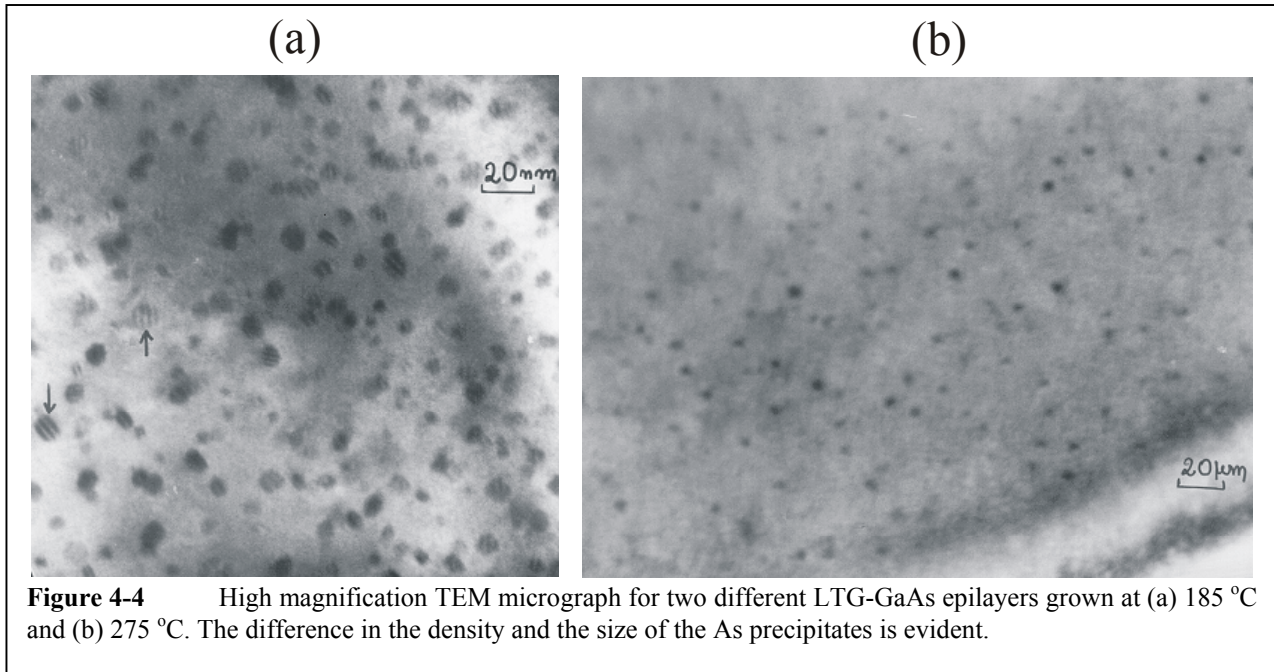 (a)
(b)
20nm
20µm
Figure 4-4 High magnification TEM micrograph for two different LTG-GaAs epilayers grown at (a) 185 °C
and (b) 275 °C. The difference in the density and the size of the As precipitates is evident.